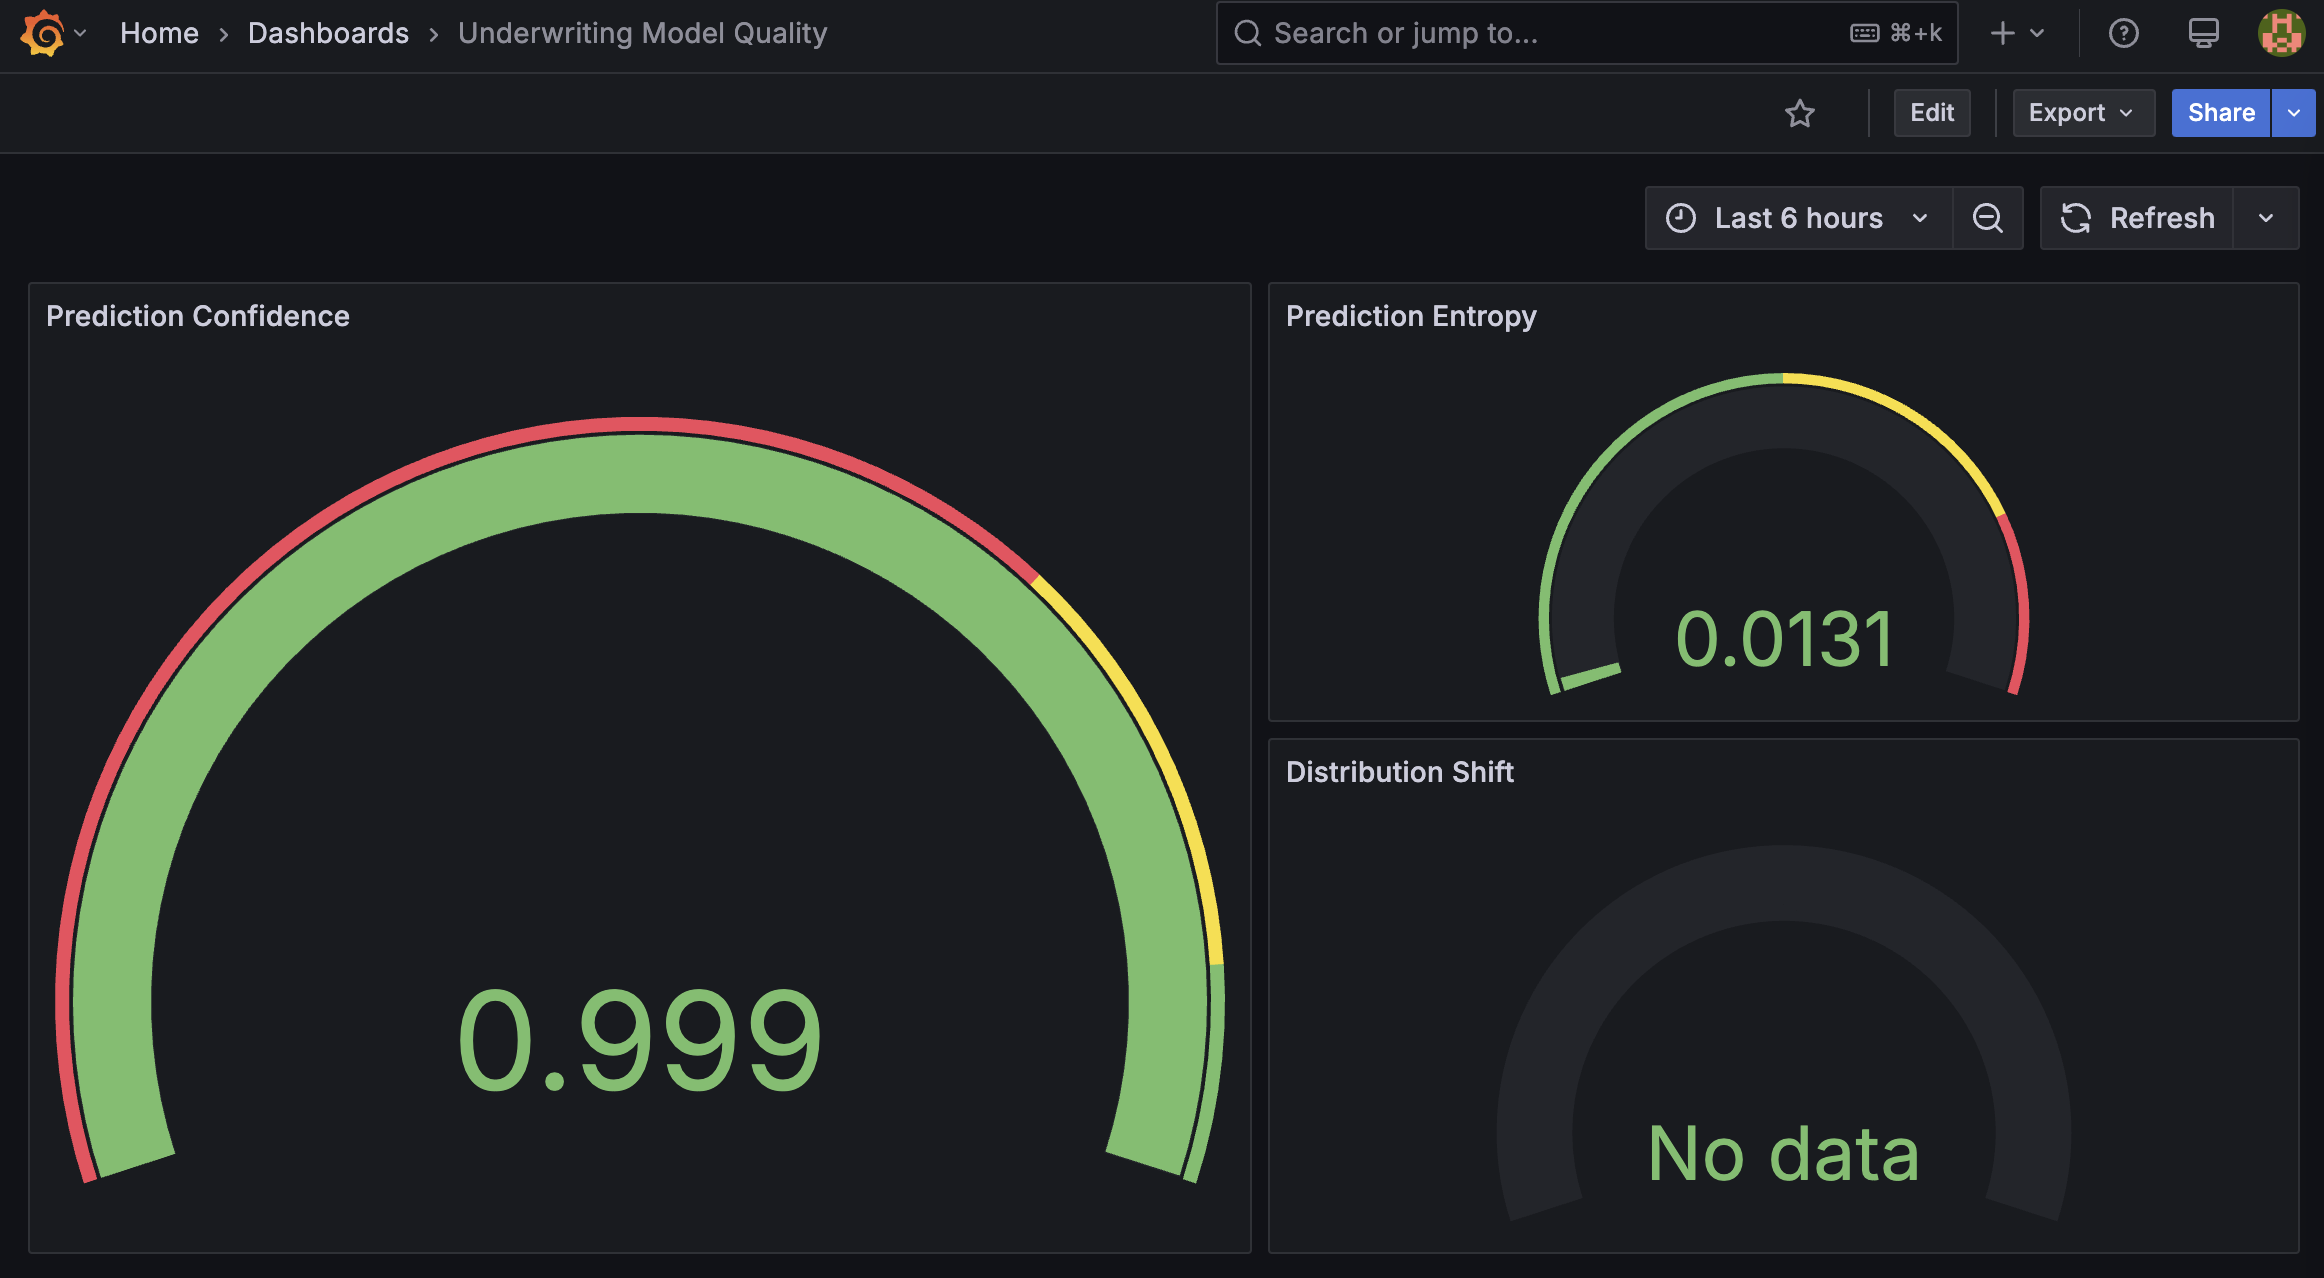 Home › Dashboards › Underwriting Model Quality
Search or jump to...
⌘+k
Edit
Export
Share
Last 6 hours
Refresh
Prediction Confidence
0.999
Prediction Entropy
0.0131
Distribution Shift
No data